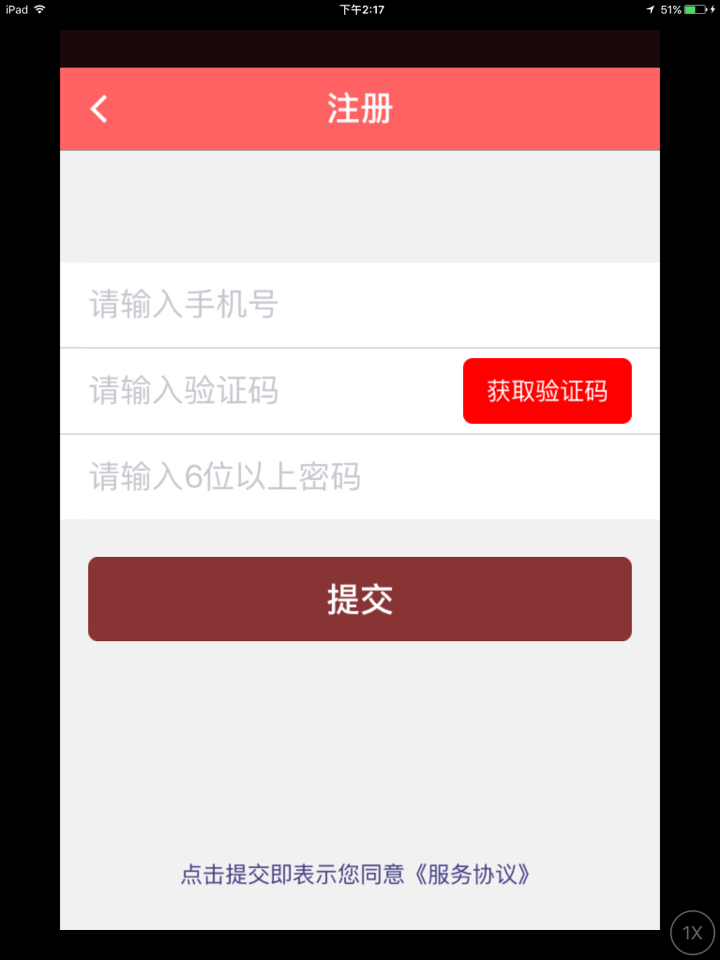 iPad 下午2:17 51%
注册
请输入手机号
请输入验证码 获取验证码
请输入6位以上密码
提交
点击提交即表示您同意《服务协议》
1X